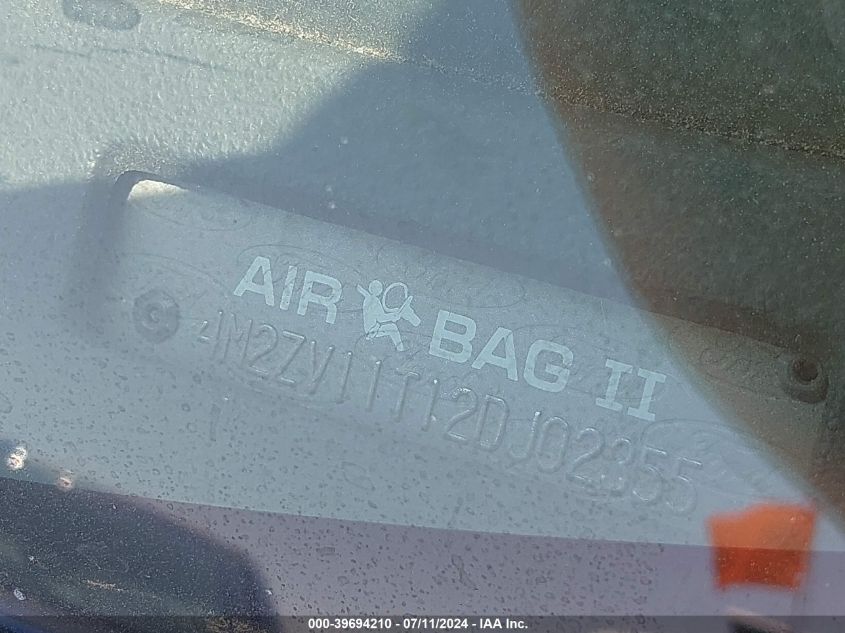 AIR BAG II
4M2ZV11T12DJ02355
000-39694210 - 07/11/2024 - IAA Inc.